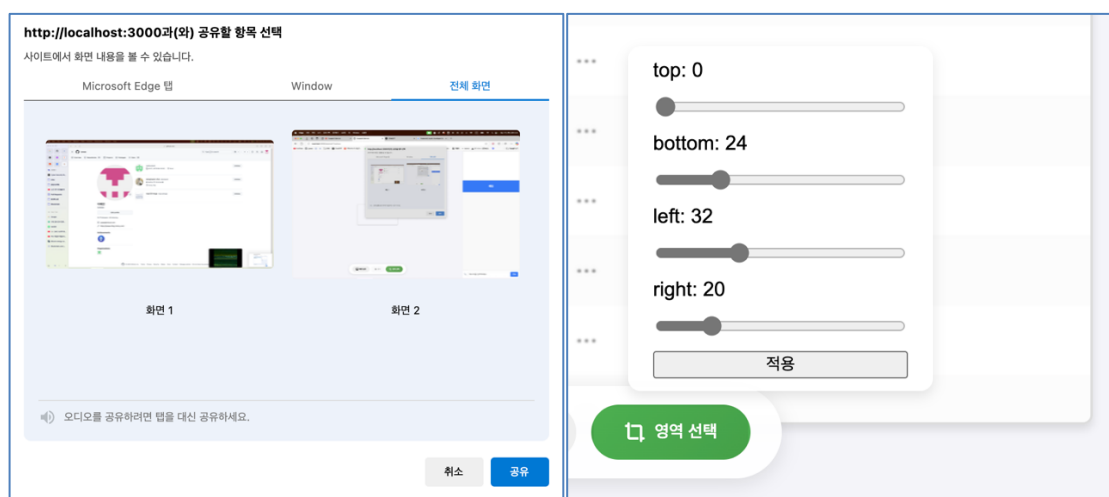 http://localhost:3000과(와) 공유할 항목 선택
사이트에서 화면 내용을 볼 수 있습니다.
Microsoft Edge 탭
Window
전체 화면
화면 1
화면 2
오디오를 공유하려면 탭을 대신 공유하세요.
취소
공유
top: 0
bottom: 24
left: 32
right: 20
적용
영역 선택